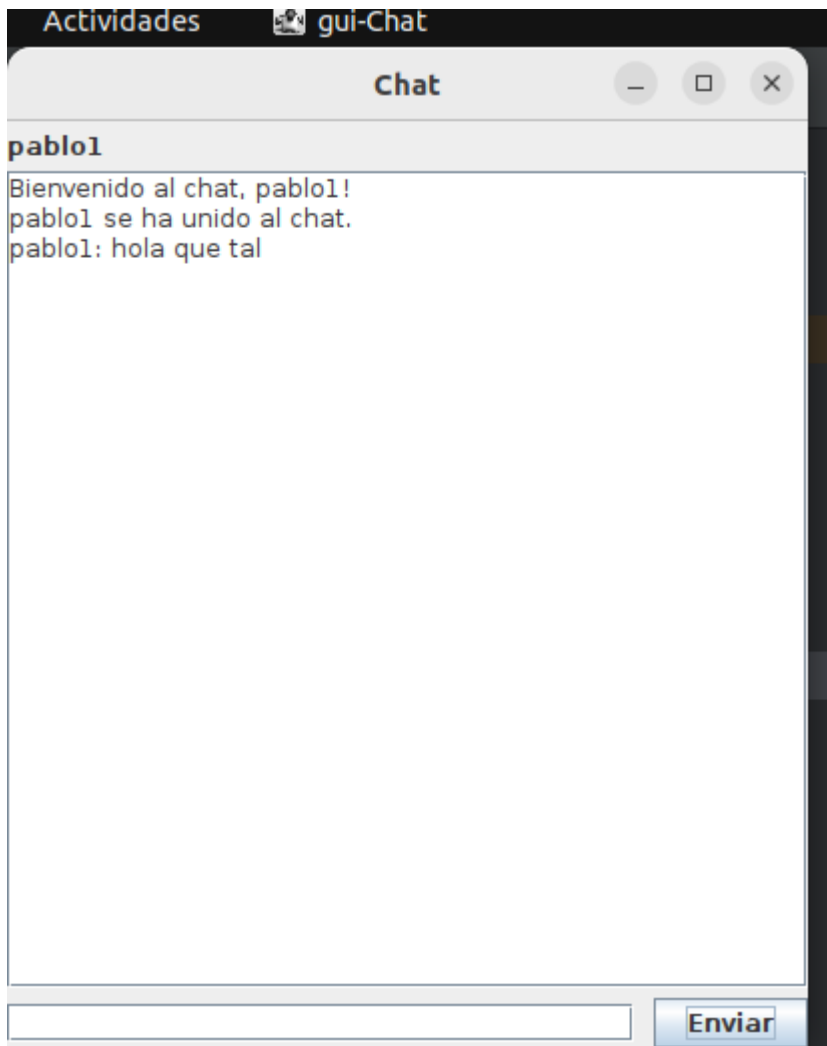 Actividades gui-Chat
Chat
pablo1
Bienvenido al chat, pablo1!
pablo1 se ha unido al chat.
pablo1: hola que tal
Enviar